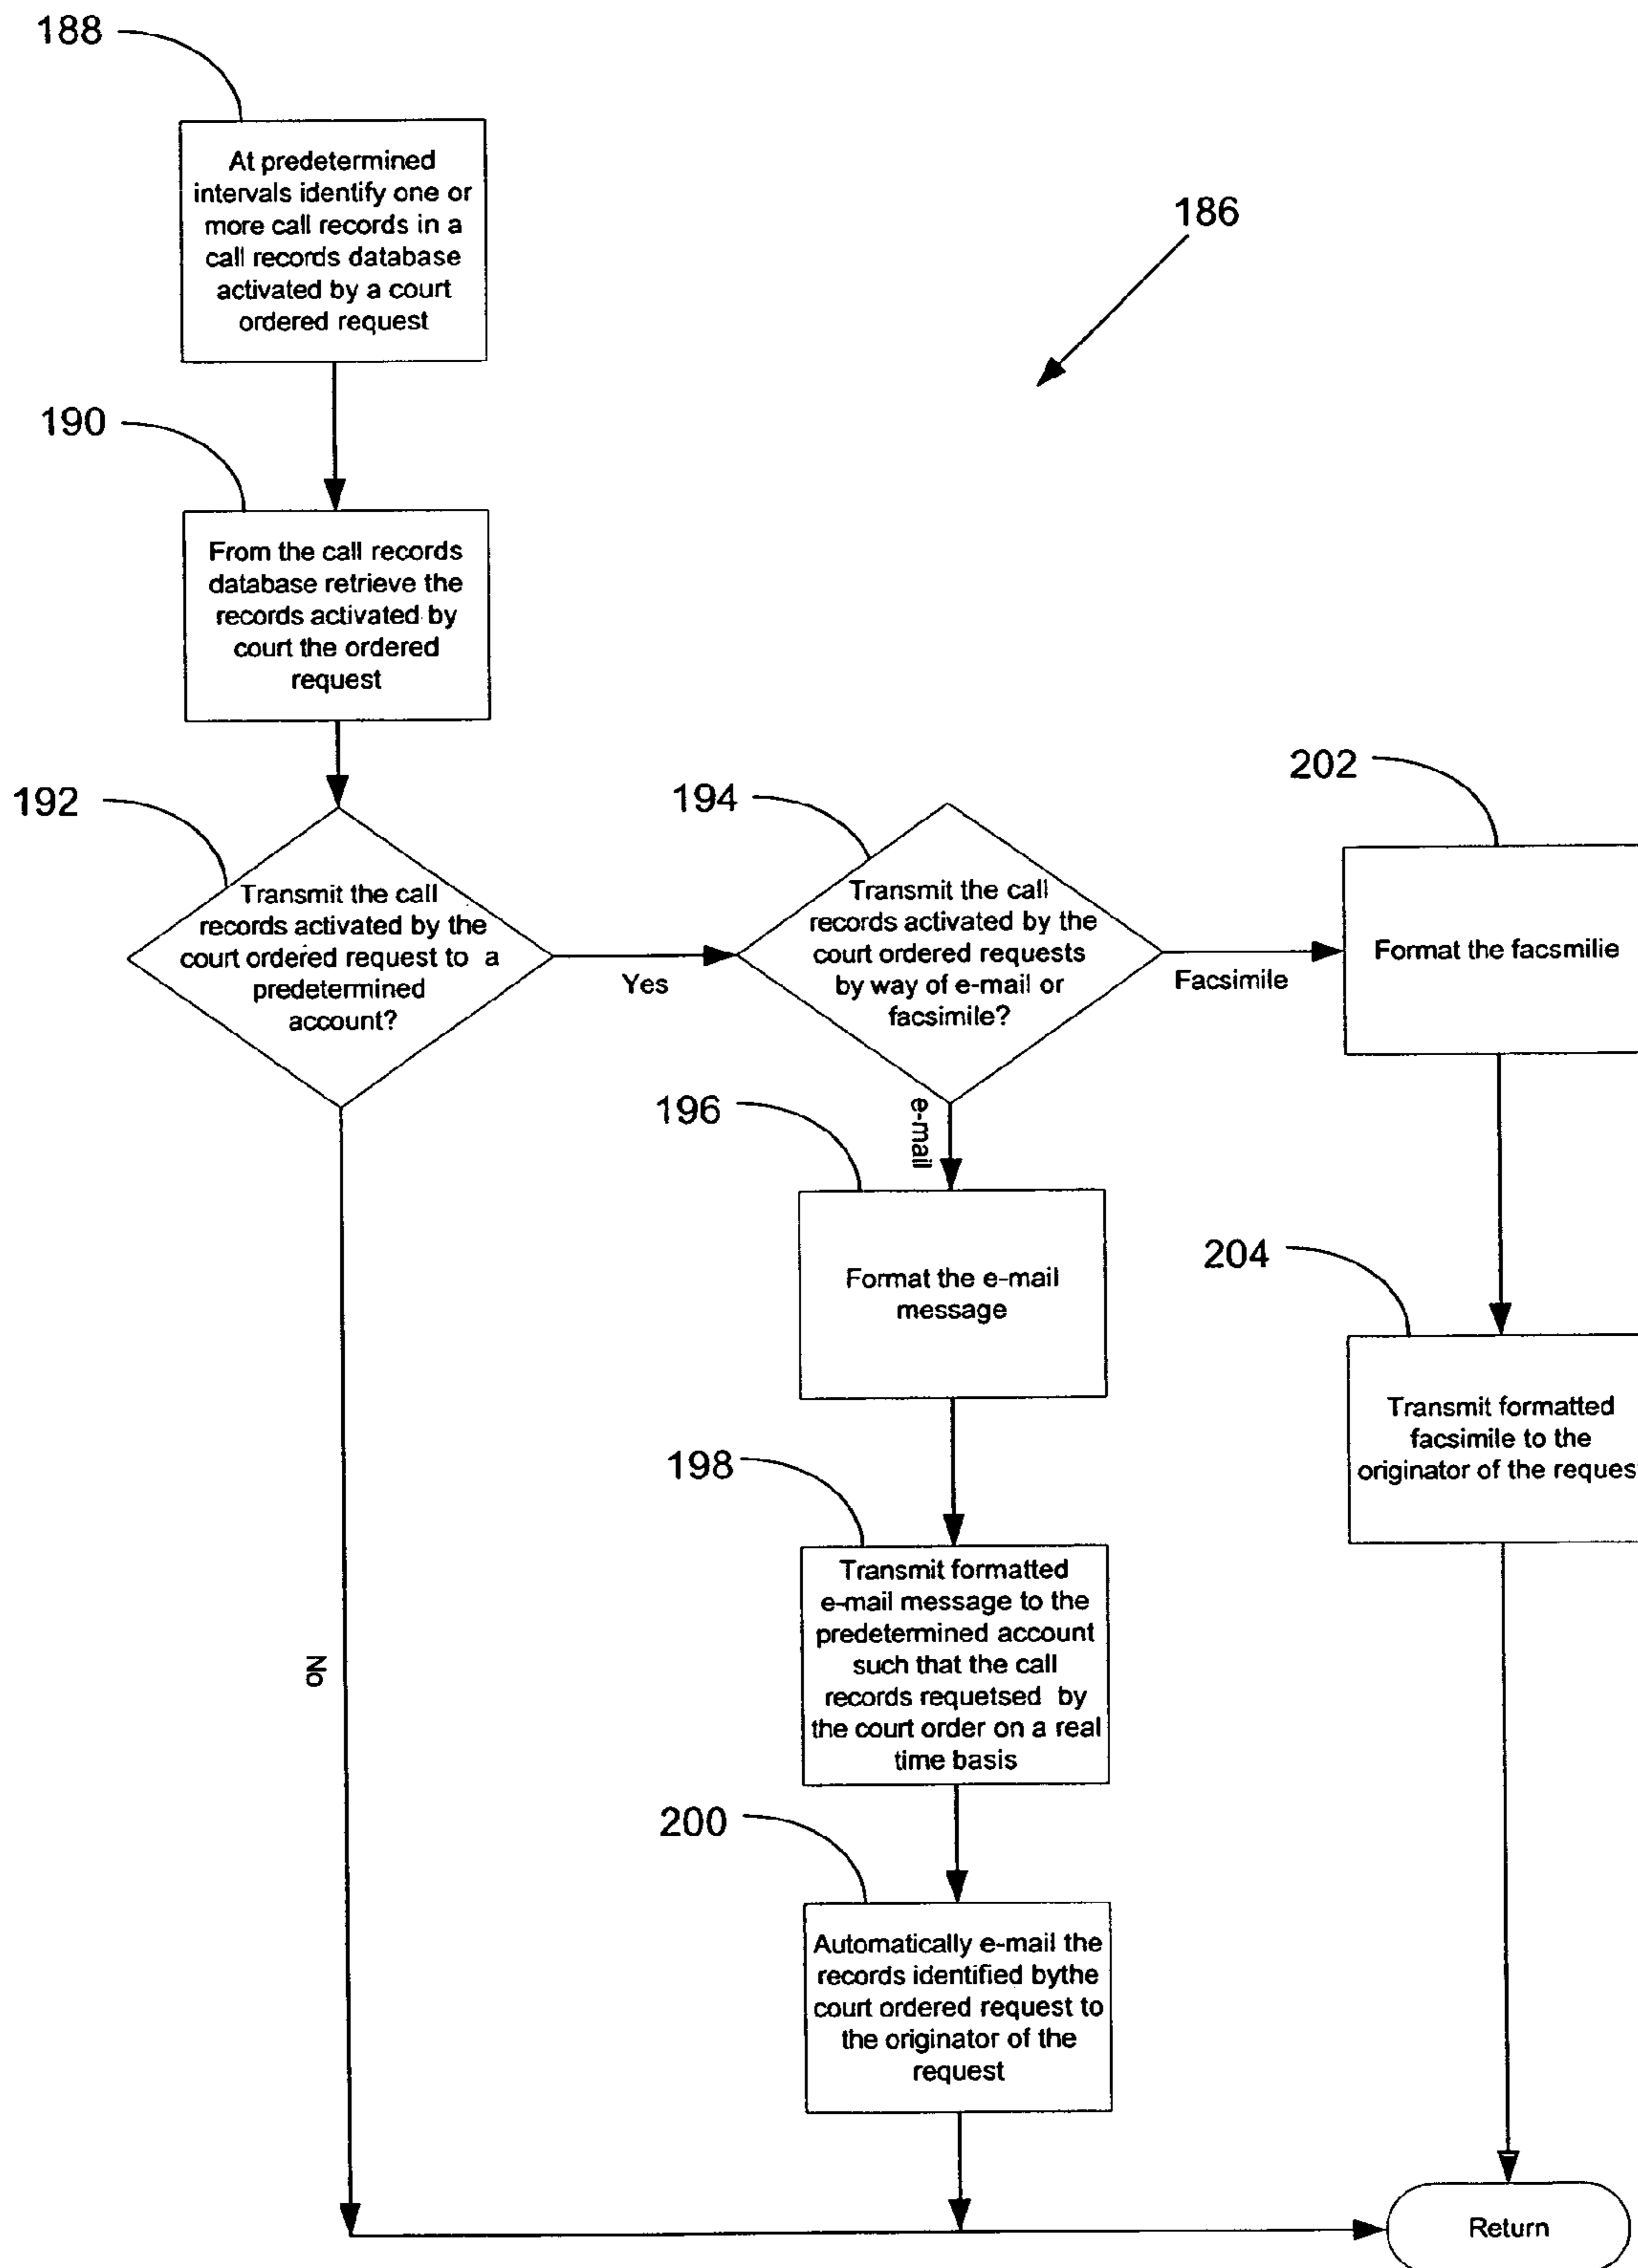 188
At predetermined
intervals identify one or
more call records in a
call records database
activated by a court
ordered request
186
190
From the call records
database retrieve the
records activated by
court the ordered
request
192
Transmit the call
records activated by the
court ordered request to a
predetermined
account?
Yes
No
194
Transmit the call
records activated by the
court ordered requests
by way of e-mail or
facsimile?
Facsimile
e-mail
202
Format the facsmilie
196
Format the e-mail
message
204
Transmit formatted
facsimile to the
originator of the reques
198
Transmit formatted
e-mail message to the
predetermined account
such that the call
records requetsed by
the court order on a real
time basis
200
Automatically e-mail the
records identified bythe
court ordered request to
the originator of the
request
Return